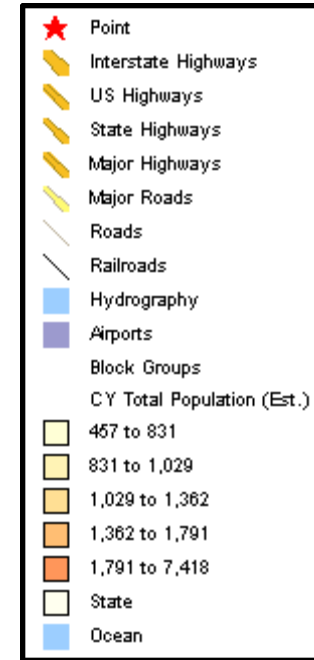 Point
Interstate Highways
US Highways
State Highways
Major Highways
Major Roads
Roads
Railroads
Hydrography
Airports
Block Groups
CY Total Population (Est.)
457 to 831
831 to 1,029
1,029 to 1,362
1,362 to 1,791
1,791 to 7,418
State
Ocean